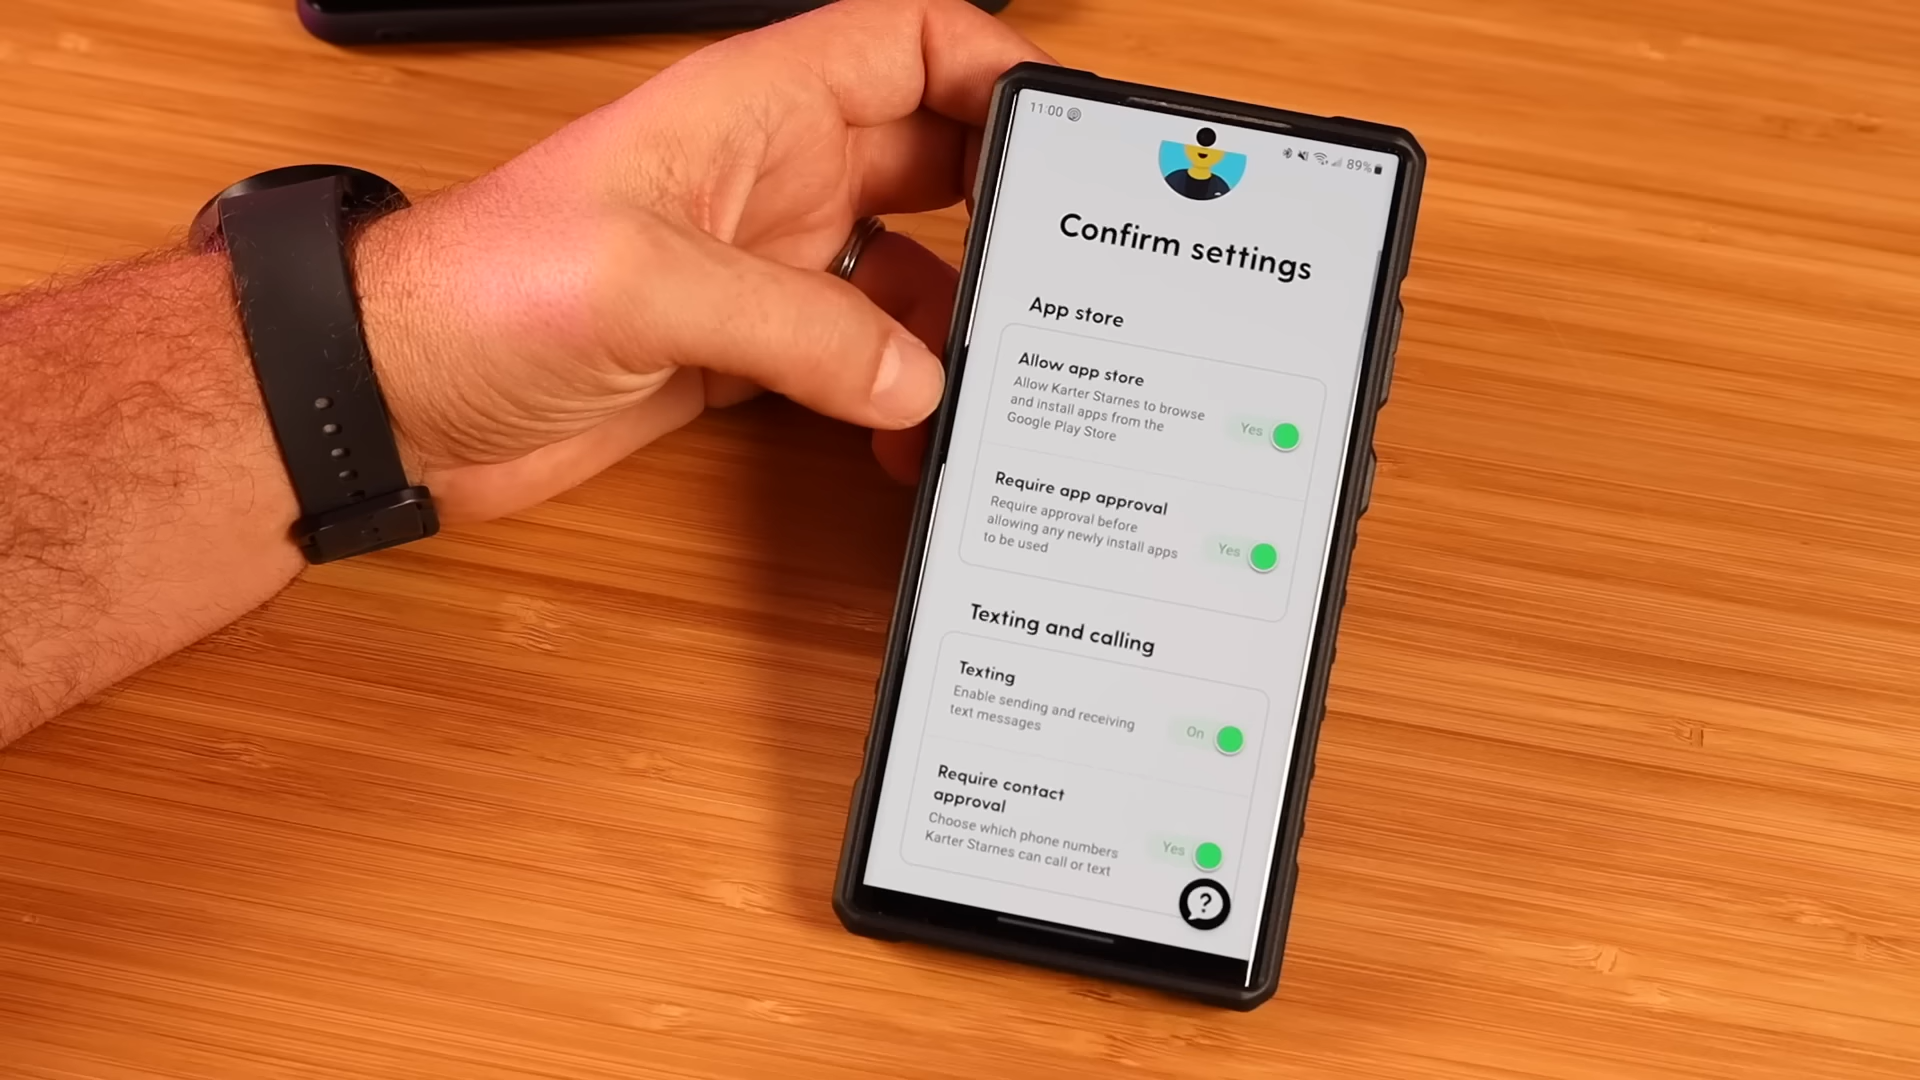 11:00
89%
Confirm settings
App store
Allow app store
Allow Karter Starnes to browse
and install apps from the
Google Play Store
Yes
Require app approval
Require approval before
allowing any newly install apps
to be used
Yes
Texting and calling
Texting
Enable sending and receiving
text messages
On
Require contact
approval
Choose which phone numbers
Karter Starnes can call or text
Yes
?